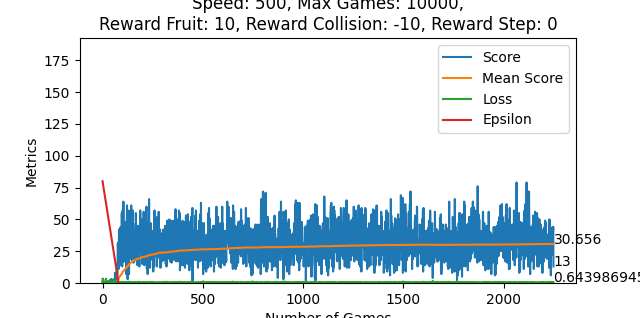 Speed: 500, Max Games: 10000,
Reward Fruit: 10, Reward Collision: -10, Reward Step: 0
Score
Mean Score
Loss
Epsilon
Metrics
175
150
125
100
75
50
25
0
30.656
13
0.643986945
0
500
1000
1500
2000
Number of Games